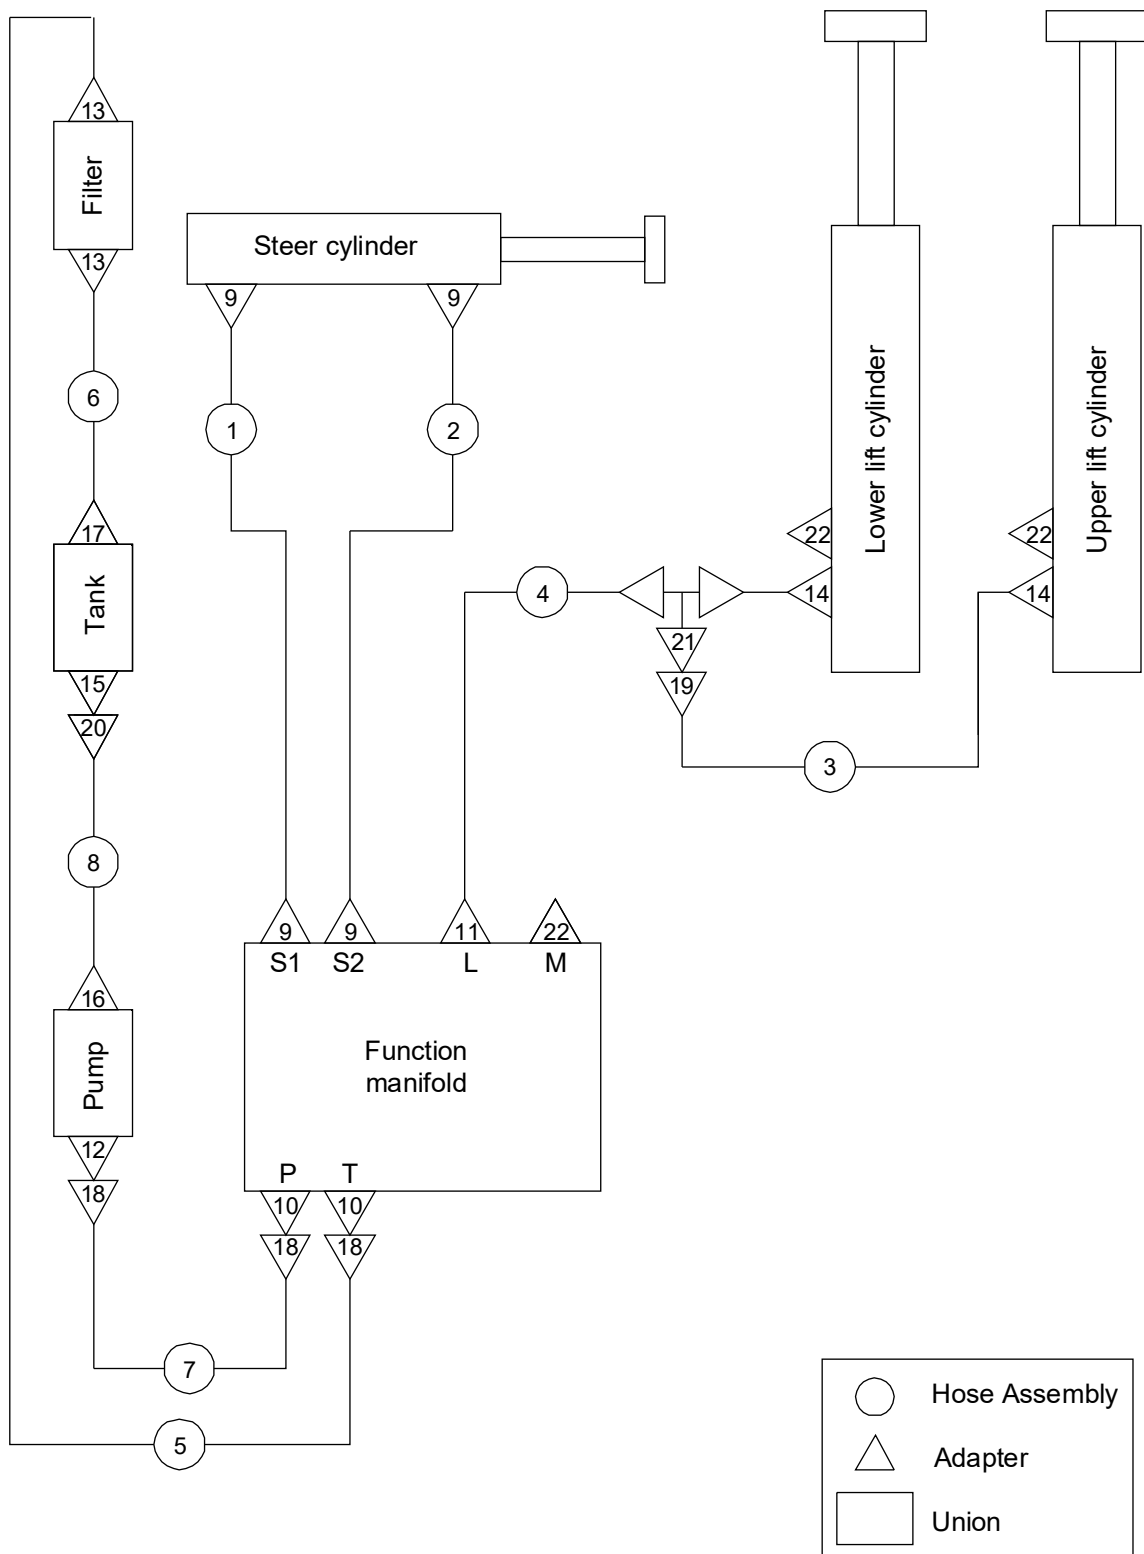 13
Filter
13
Steer cylinder
9
9
6
1
2
Lower lift cylinder
Upper lift cylinder
17
Tank
15
20
22
22
4
14
14
21
19
3
8
9
9
11
22
S1
S2
L
M
16
Pump
12
18
Function
manifold
P
T
10
10
18
18
7
5
Hose Assembly
Adapter
Union